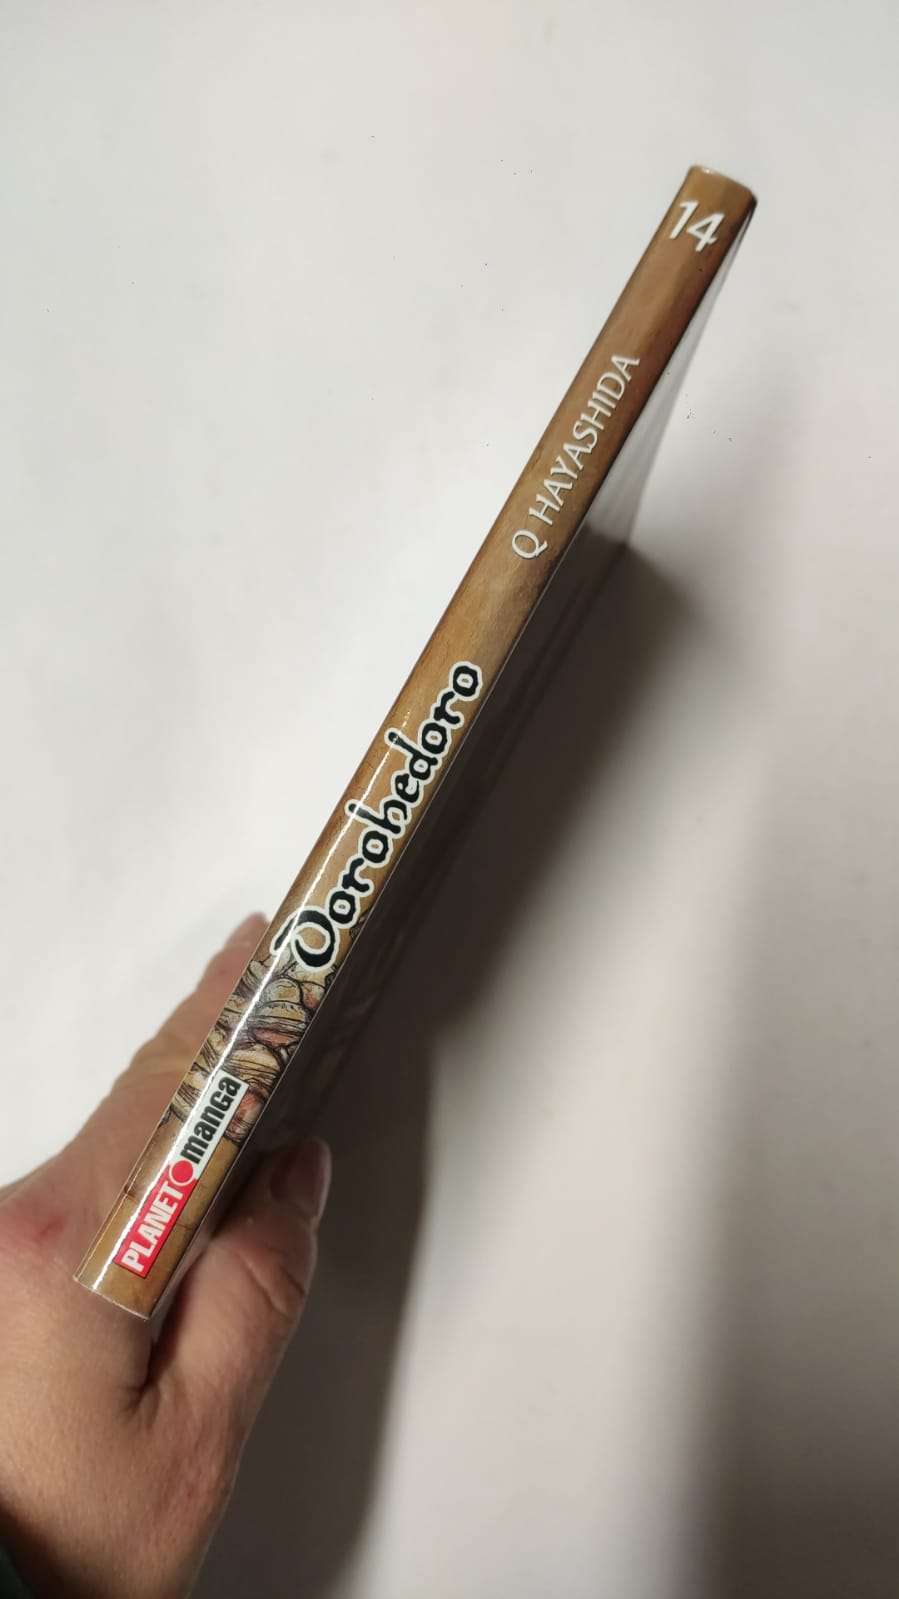 14
Q HAYASHIDA
Dorohedoro
PLANET manga